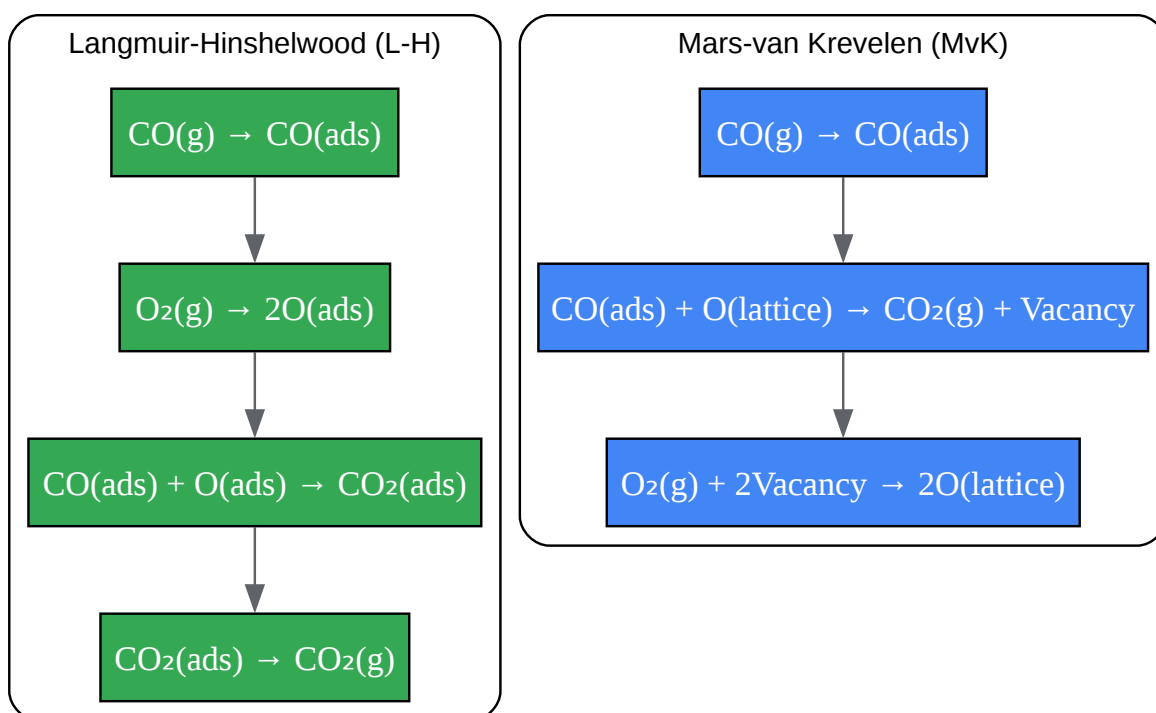 Langmuir-Hinshelwood (L-H)
CO(g) → CO(ads)
O₂(g) → 2O(ads)
CO(ads) + O(ads) → CO₂(ads)
CO₂(ads) → CO₂(g)
Mars-van Krevelen (MvK)
CO(g) → CO(ads)
CO(ads) + O(lattice) → CO₂(g) + Vacancy
O₂(g) + 2Vacancy → 2O(lattice)